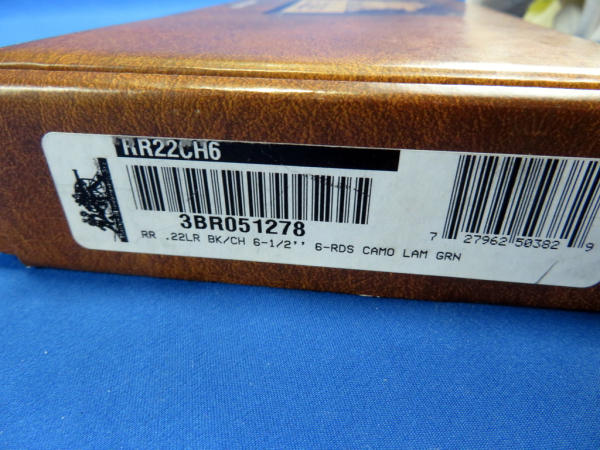 RR22CH6
3BR051278
RR .22LR BK/CH 6-1/2'' 6-RDS CAMO LAM GRN
7 27962 50382 9